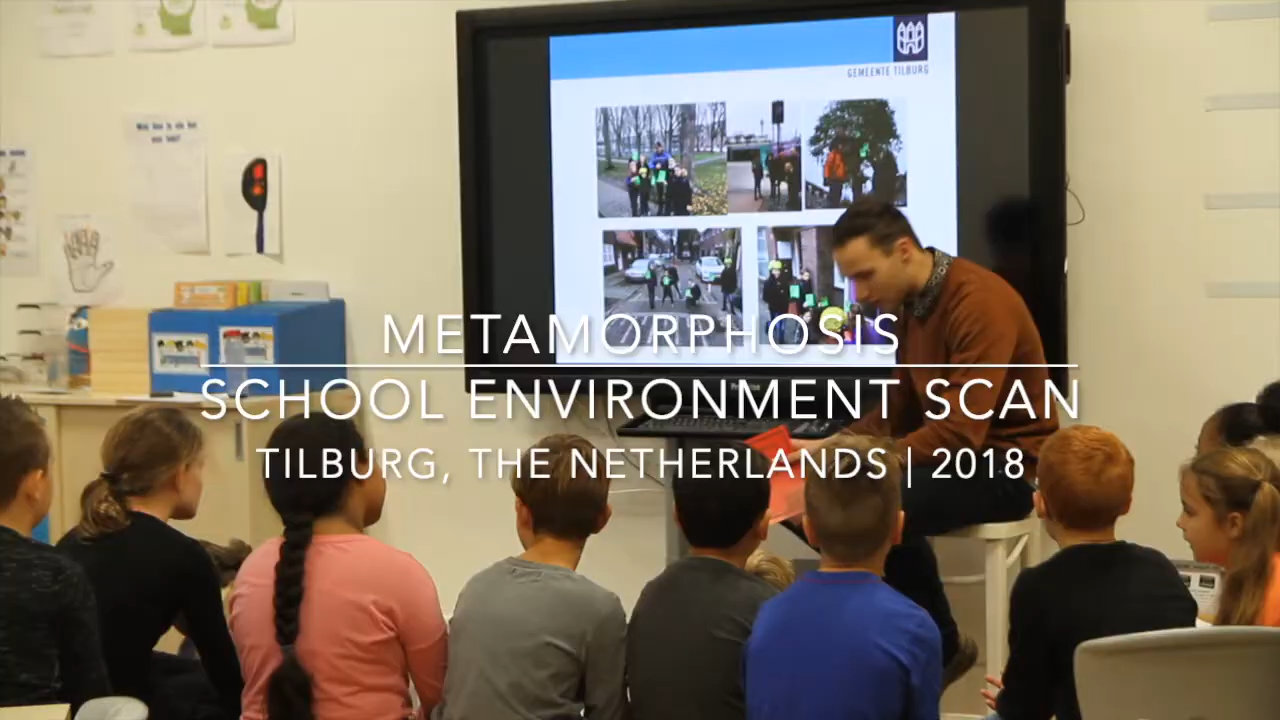 GEMEENTE TILBURG
METAMORPHOSIS
SCHOOL ENVIRONMENT SCAN
TILBURG, THE NETHERLANDS | 2018